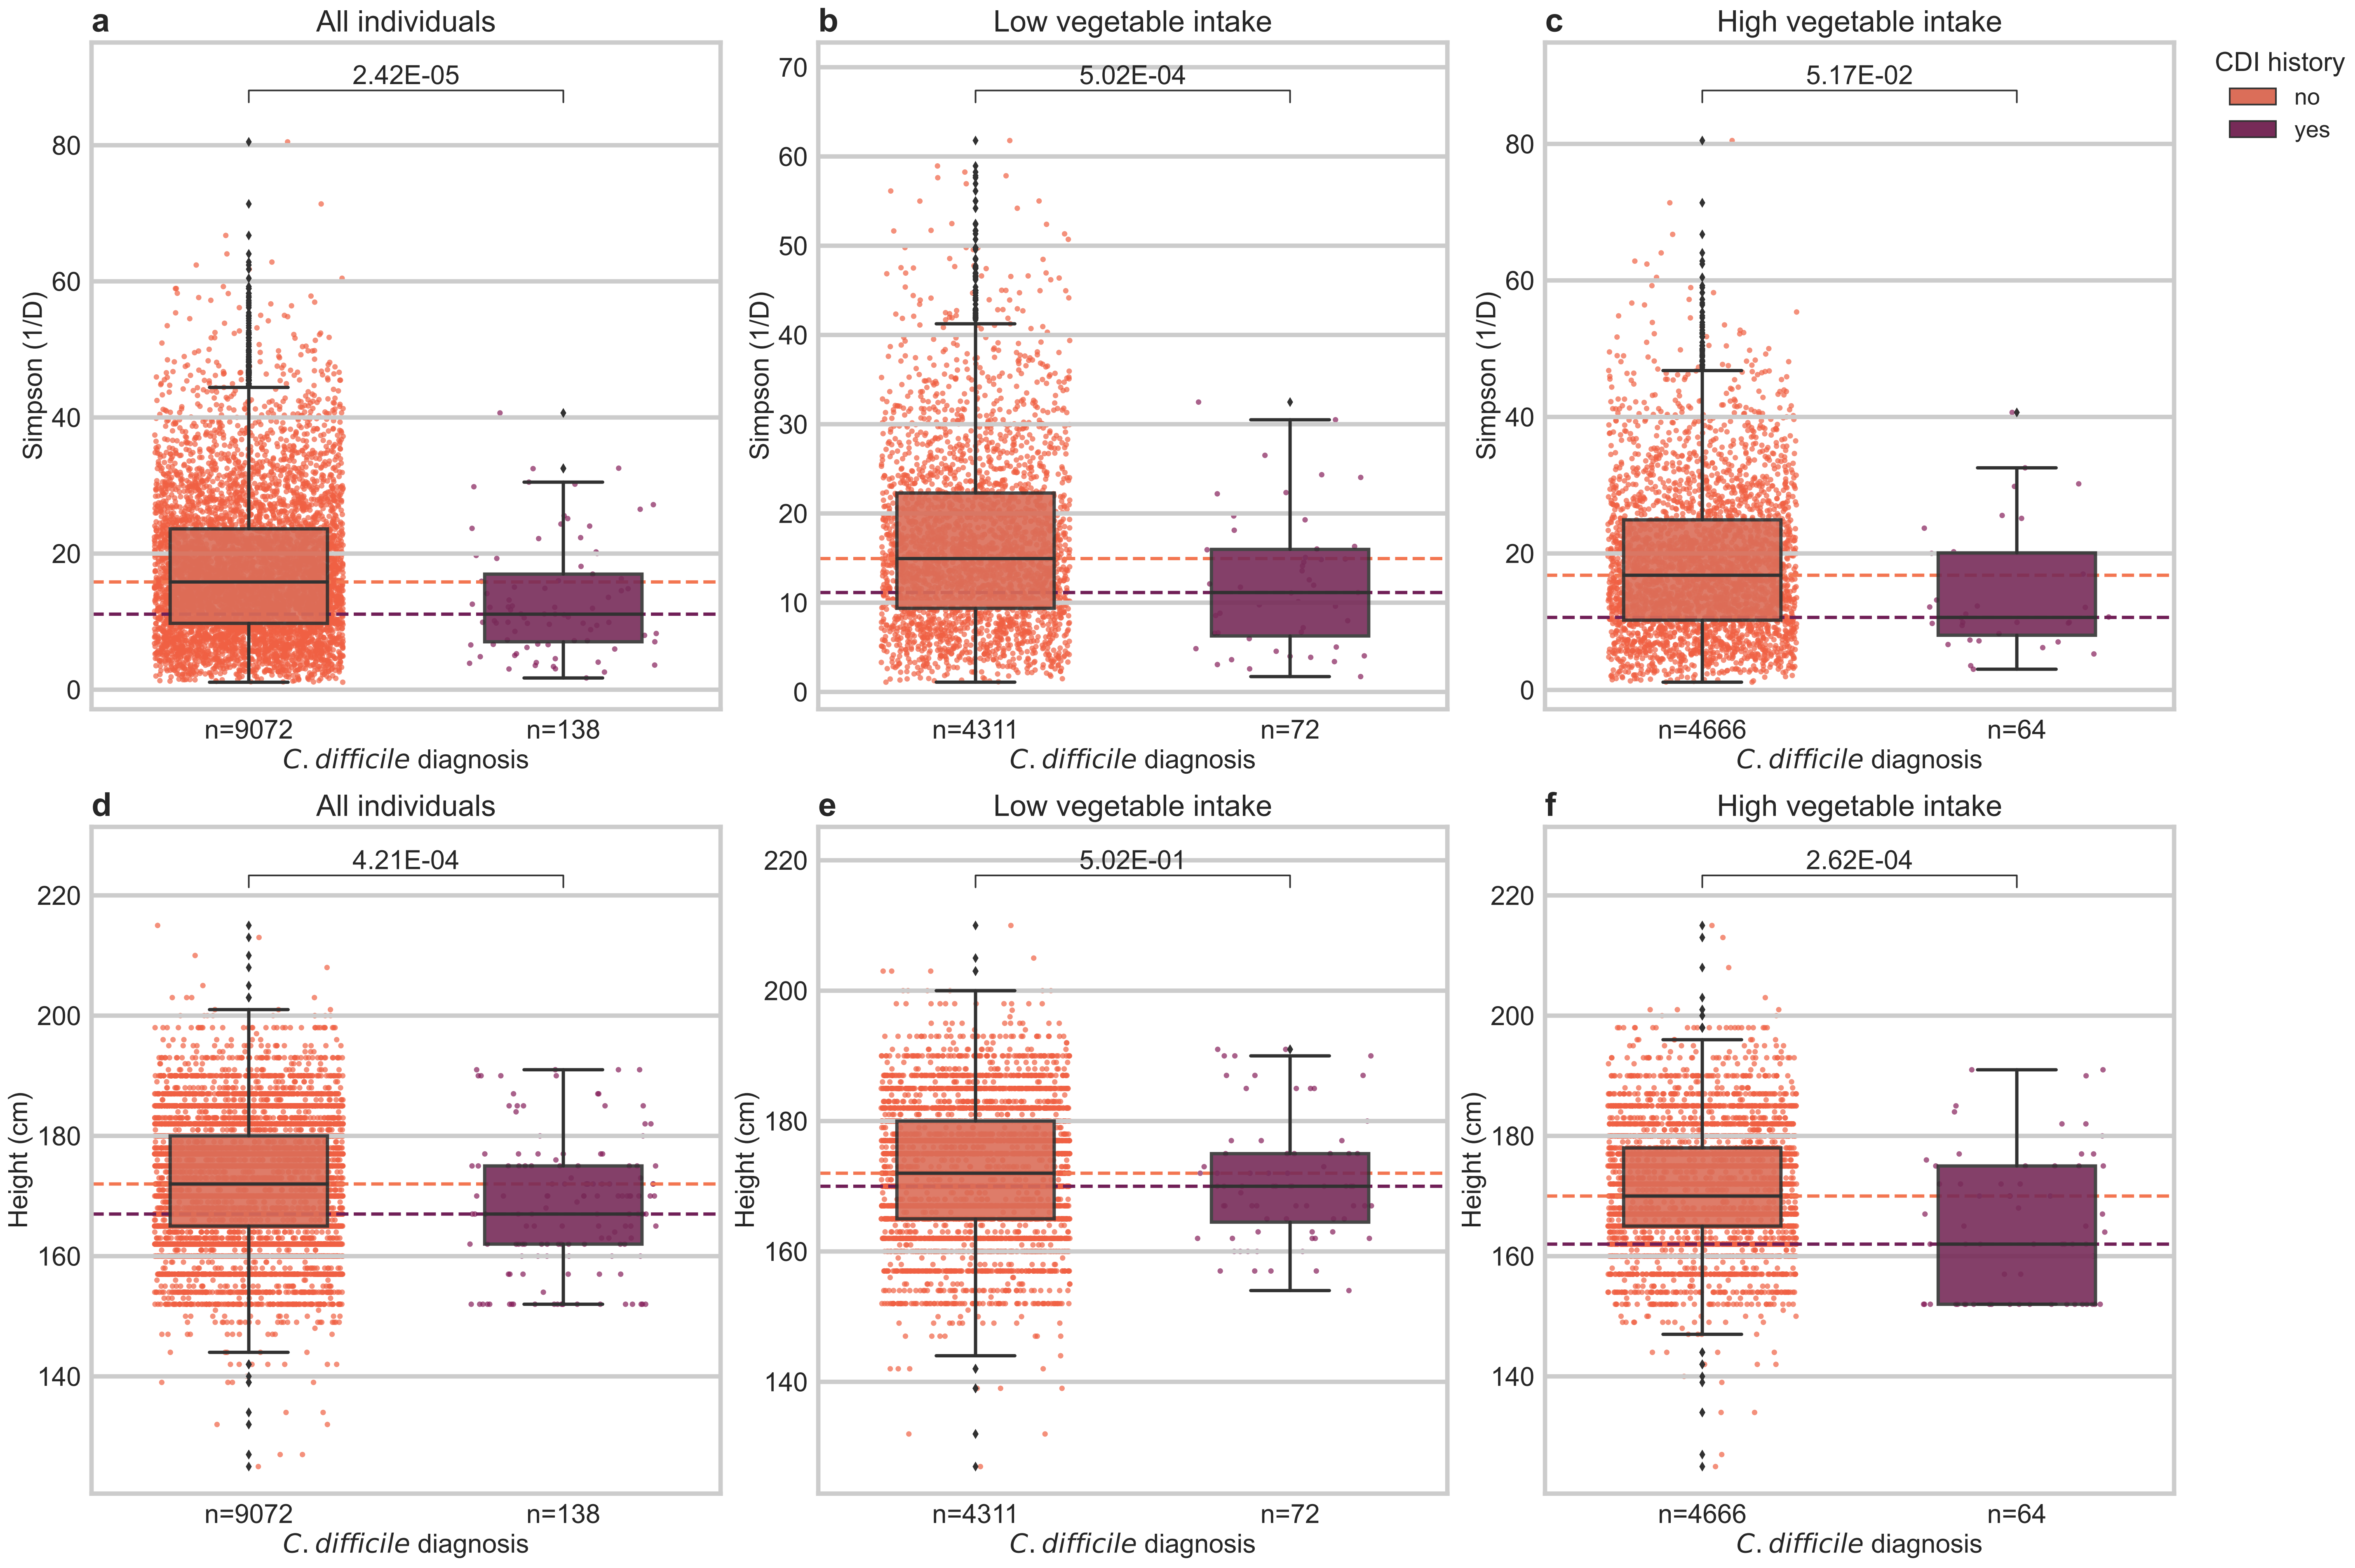 a All individuals
2.42E-05
80
60
40
20
0
Simpson (1/D)
n=9072 n=138
C. difficile diagnosis
b Low vegetable intake
5.02E-04
70
60
50
40
30
20
10
0
Simpson (1/D)
n=4311 n=72
C. difficile diagnosis
c High vegetable intake
5.17E-02
80
60
40
20
0
Simpson (1/D)
n=4666 n=64
C. difficile diagnosis
CDI history
no
yes
d All individuals
4.21E-04
220
200
180
160
140
Height (cm)
n=9072 n=138
C. difficile diagnosis
e Low vegetable intake
5.02E-01
220
200
180
160
140
Height (cm)
n=4311 n=72
C. difficile diagnosis
f High vegetable intake
2.62E-04
220
200
180
160
140
Height (cm)
n=4666 n=64
C. difficile diagnosis